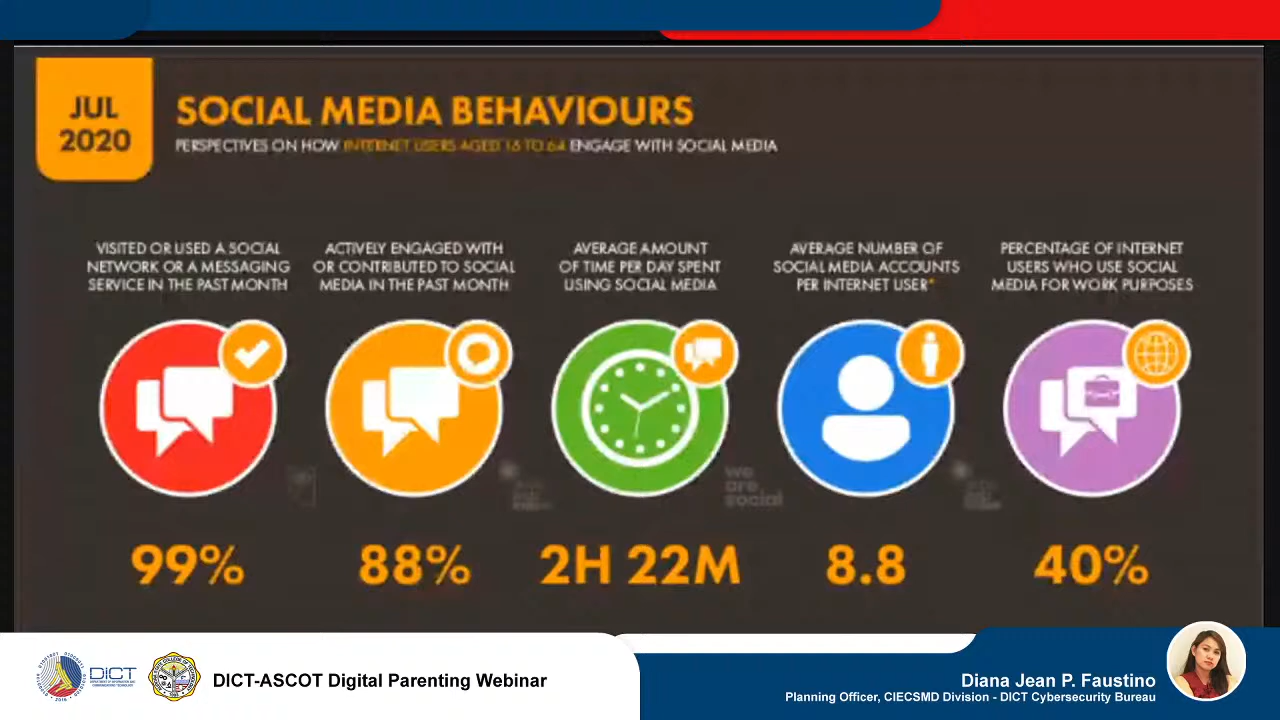 JUL
2020
SOCIAL MEDIA BEHAVIOURS
PERSPECTIVES ON HOW INTERNET USERS AGED 16 TO 64 ENGAGE WITH SOCIAL MEDIA
VISITED OR USED A SOCIAL
NETWORK OR A MESSAGING
SERVICE IN THE PAST MONTH
ACTIVELY ENGAGED WITH
OR CONTRIBUTED TO SOCIAL
MEDIA IN THE PAST MONTH
AVERAGE AMOUNT
OF TIME PER DAY SPENT
USING SOCIAL MEDIA
AVERAGE NUMBER OF
SOCIAL MEDIA ACCOUNTS
PER INTERNET USER*
PERCENTAGE OF INTERNET
USERS WHO USE SOCIAL
MEDIA FOR WORK PURPOSES
we
are
social
99%
88%
2H 22M
8.8
40%
DICT
DICT-ASCOT Digital Parenting Webinar
Diana Jean P. Faustino
Planning Officer, CIECSMD Division - DICT Cybersecurity Bureau